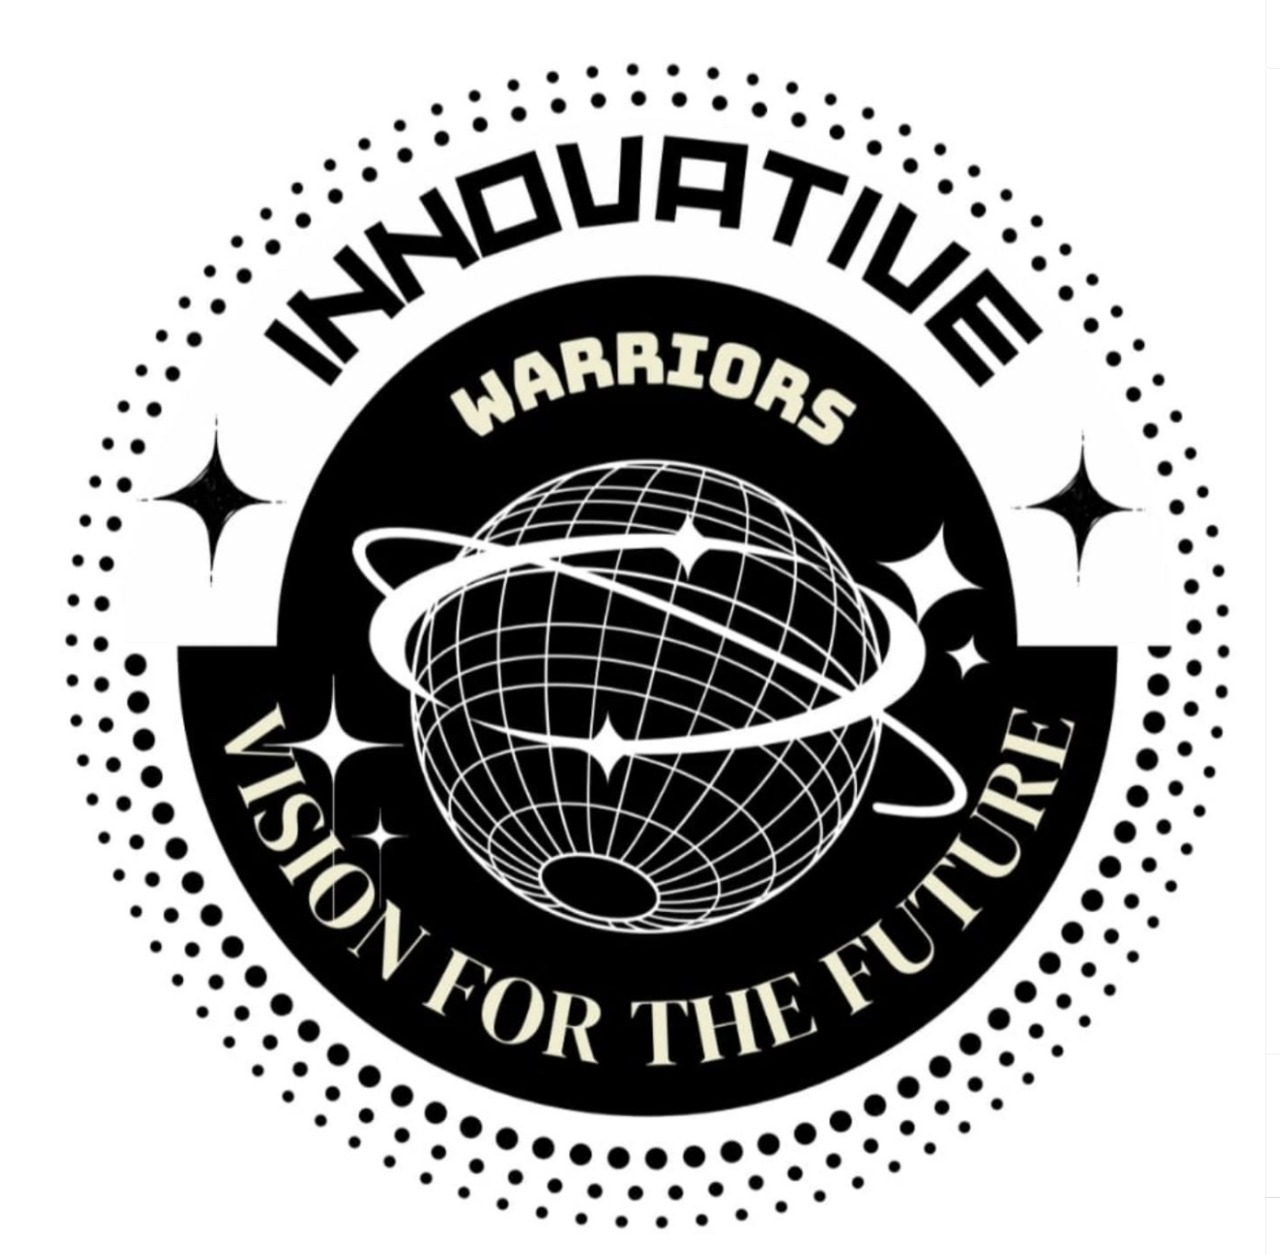 INNOVATIVE
WARRIORS
VISION FOR THE FUTURE